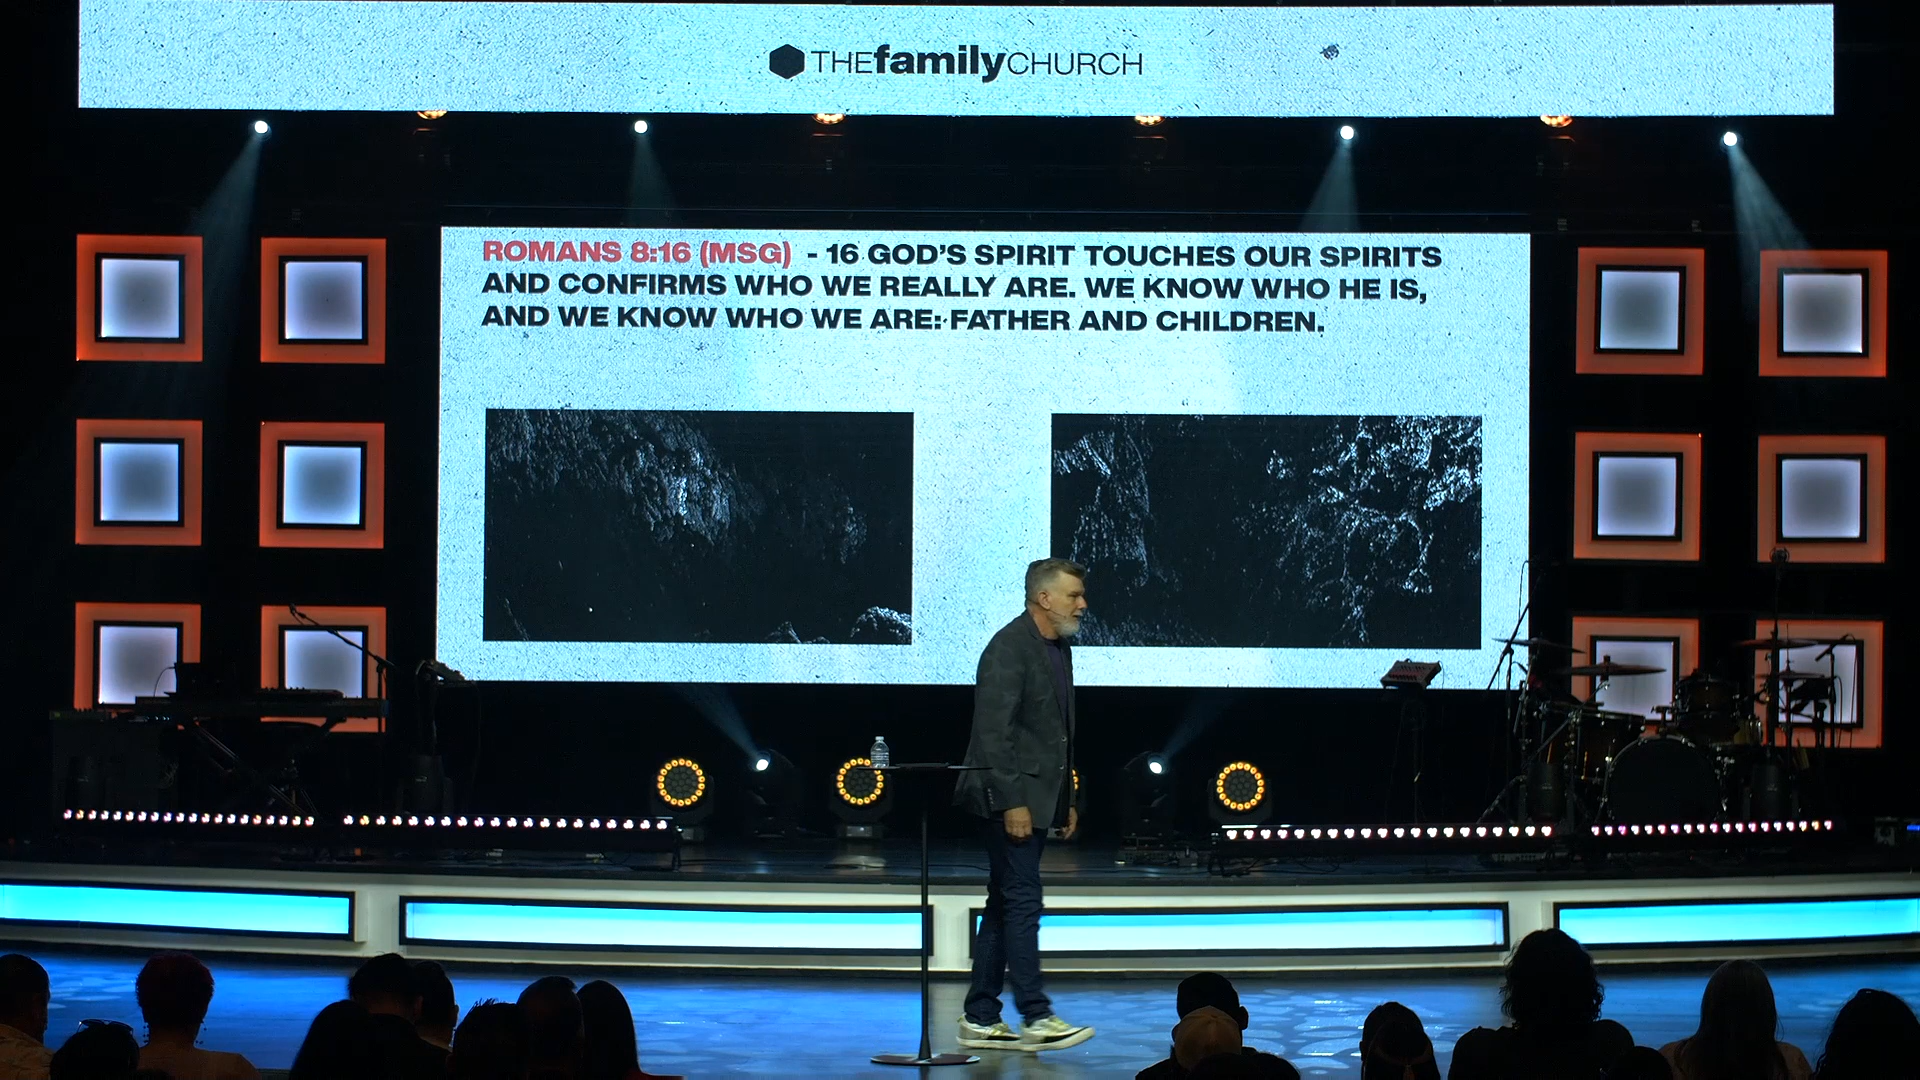 THEfamilyCHURCH
ROMANS 8:16 (MSG) - 16 GOD'S SPIRIT TOUCHES OUR SPIRITS
AND CONFIRMS WHO WE REALLY ARE. WE KNOW WHO HE IS,
AND WE KNOW WHO WE ARE: FATHER AND CHILDREN.